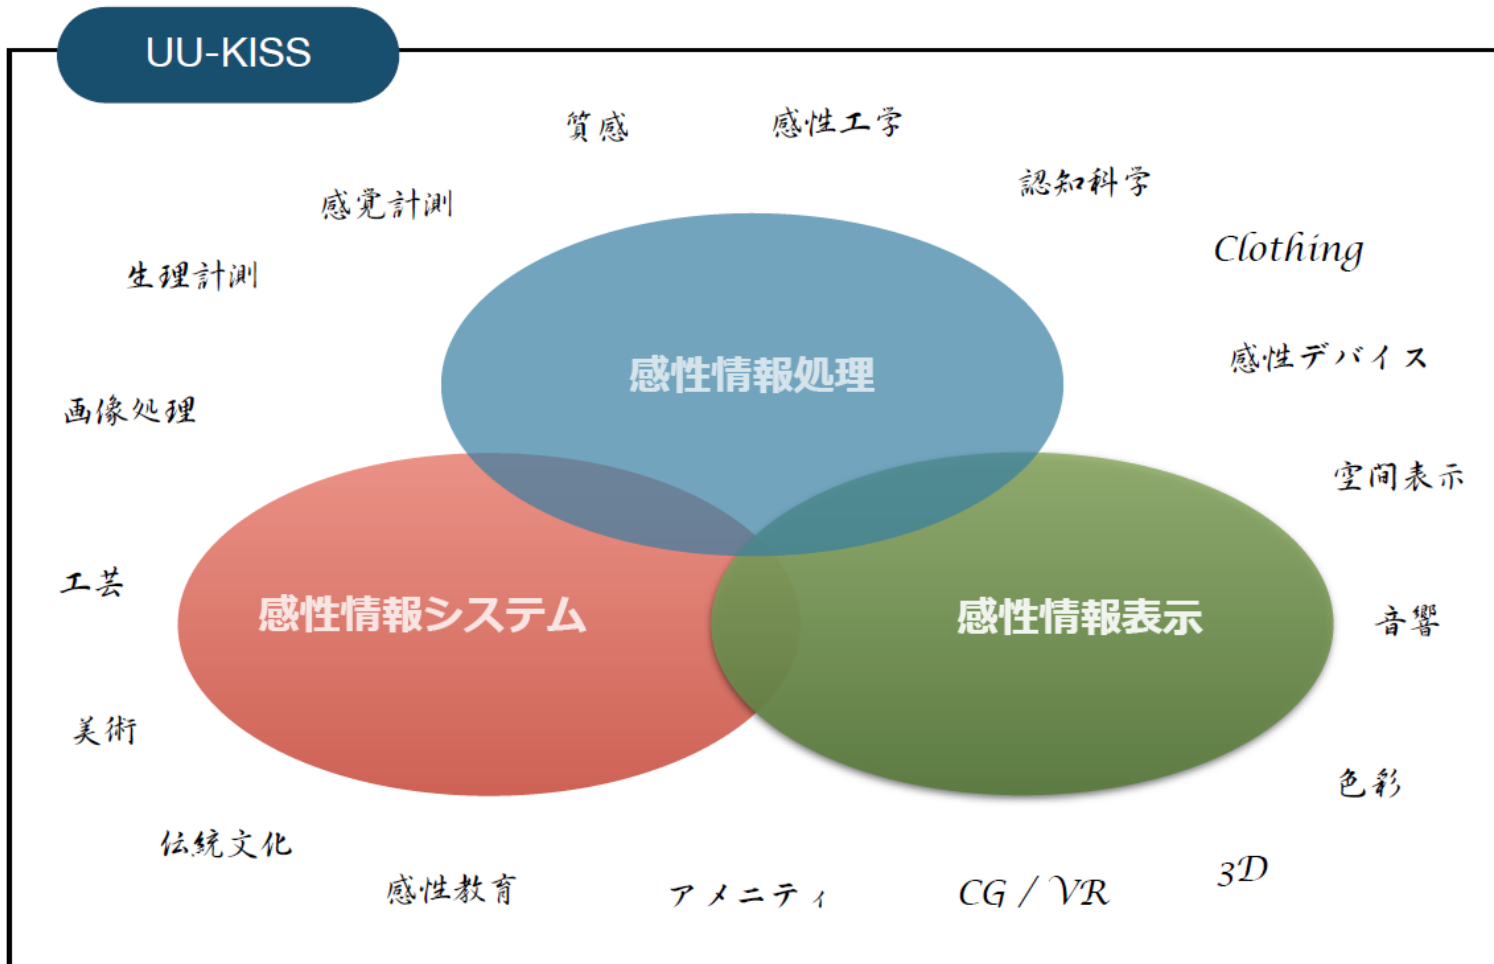 UU-KISS
質感
感性工学
認知科学
感覚計測
Clothing
生理計測
感性デバイス
感性情報処理
画像処理
空間表示
工芸
感性情報システム
感性情報表示
音響
美術
色彩
伝統文化
3D
感性教育
アメニティ
CG / VR